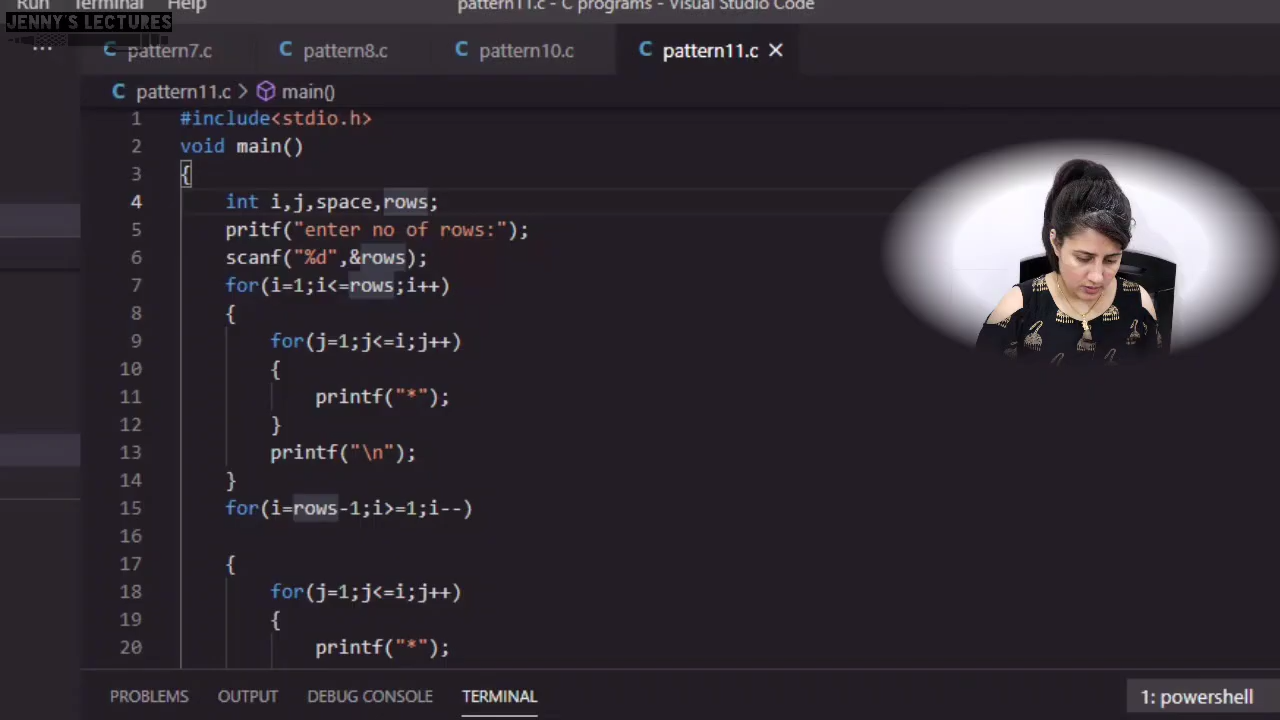 Run Terminal Help
pattern11.c - C programs - Visual Studio Code
JENNY'S LECTURES
... C pattern7.c C pattern8.c C pattern10.c C pattern11.c ×
C pattern11.c > main()
1 #include<stdio.h>
2 void main()
3 {
4 int i,j,space,rows;
5 pritf("enter no of rows:");
6 scanf("%d",&rows);
7 for(i=1;i<=rows;i++)
8 {
9 for(j=1;j<=i;j++)
10 {
11 printf("*");
12 }
13 printf("\n");
14 }
15 for(i=rows-1;i>=1;i--)
16
17 {
18 for(j=1;j<=i;j++)
19 {
20 printf("*");
PROBLEMS OUTPUT DEBUG CONSOLE TERMINAL 1: powershell